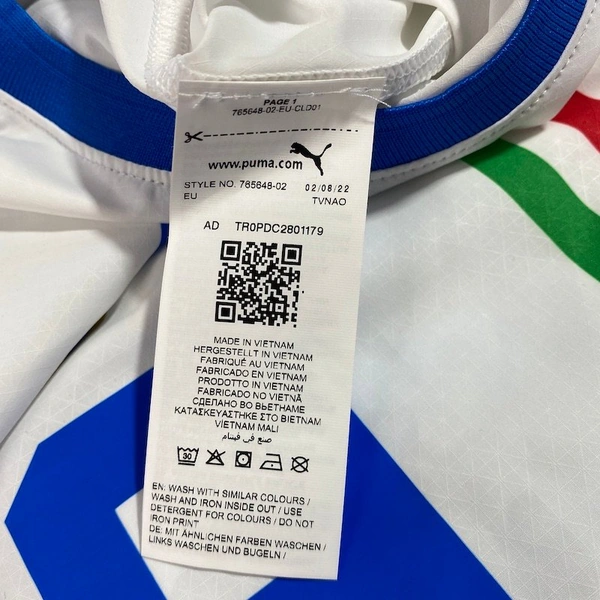 PAGE 1
765648-02-EU-CLD01
www.puma.com
STYLE NO. 765648-02 02/08/22
EU TVNAO
AD TR0PDC2801179
MADE IN VIETNAM
HERGESTELLT IN VIETNAM
FABRIQUÉ AU VIETNAM
FABRICADO EN VIETNAM
PRODOTTO IN VIETNAM
FABRICADO NO VIETNÃ
СДЕЛАНО ВО ВЬЕТНАМЕ
ΚΑΤΑΣΚΕΥΑΣΤΗΚΕ ΣΤΟ ΒΙΕΤΝΑΜ
VIETNAM MALI
صنع في فيتنام
30
EN: WASH WITH SIMILAR COLOURS /
WASH AND IRON INSIDE OUT / USE
DETERGENT FOR COLOURS / DO NOT
IRON PRINT
DE: MIT ÄHNLICHEN FARBEN WASCHEN /
LINKS WASCHEN UND BÜGELN /